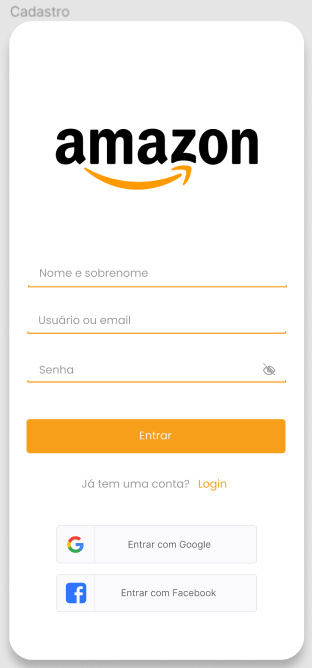 Cadastro
amazon
Nome e sobrenome
Usuário ou email
Senha
Entrar
Já tem uma conta? Login
Entrar com Google
Entrar com Facebook